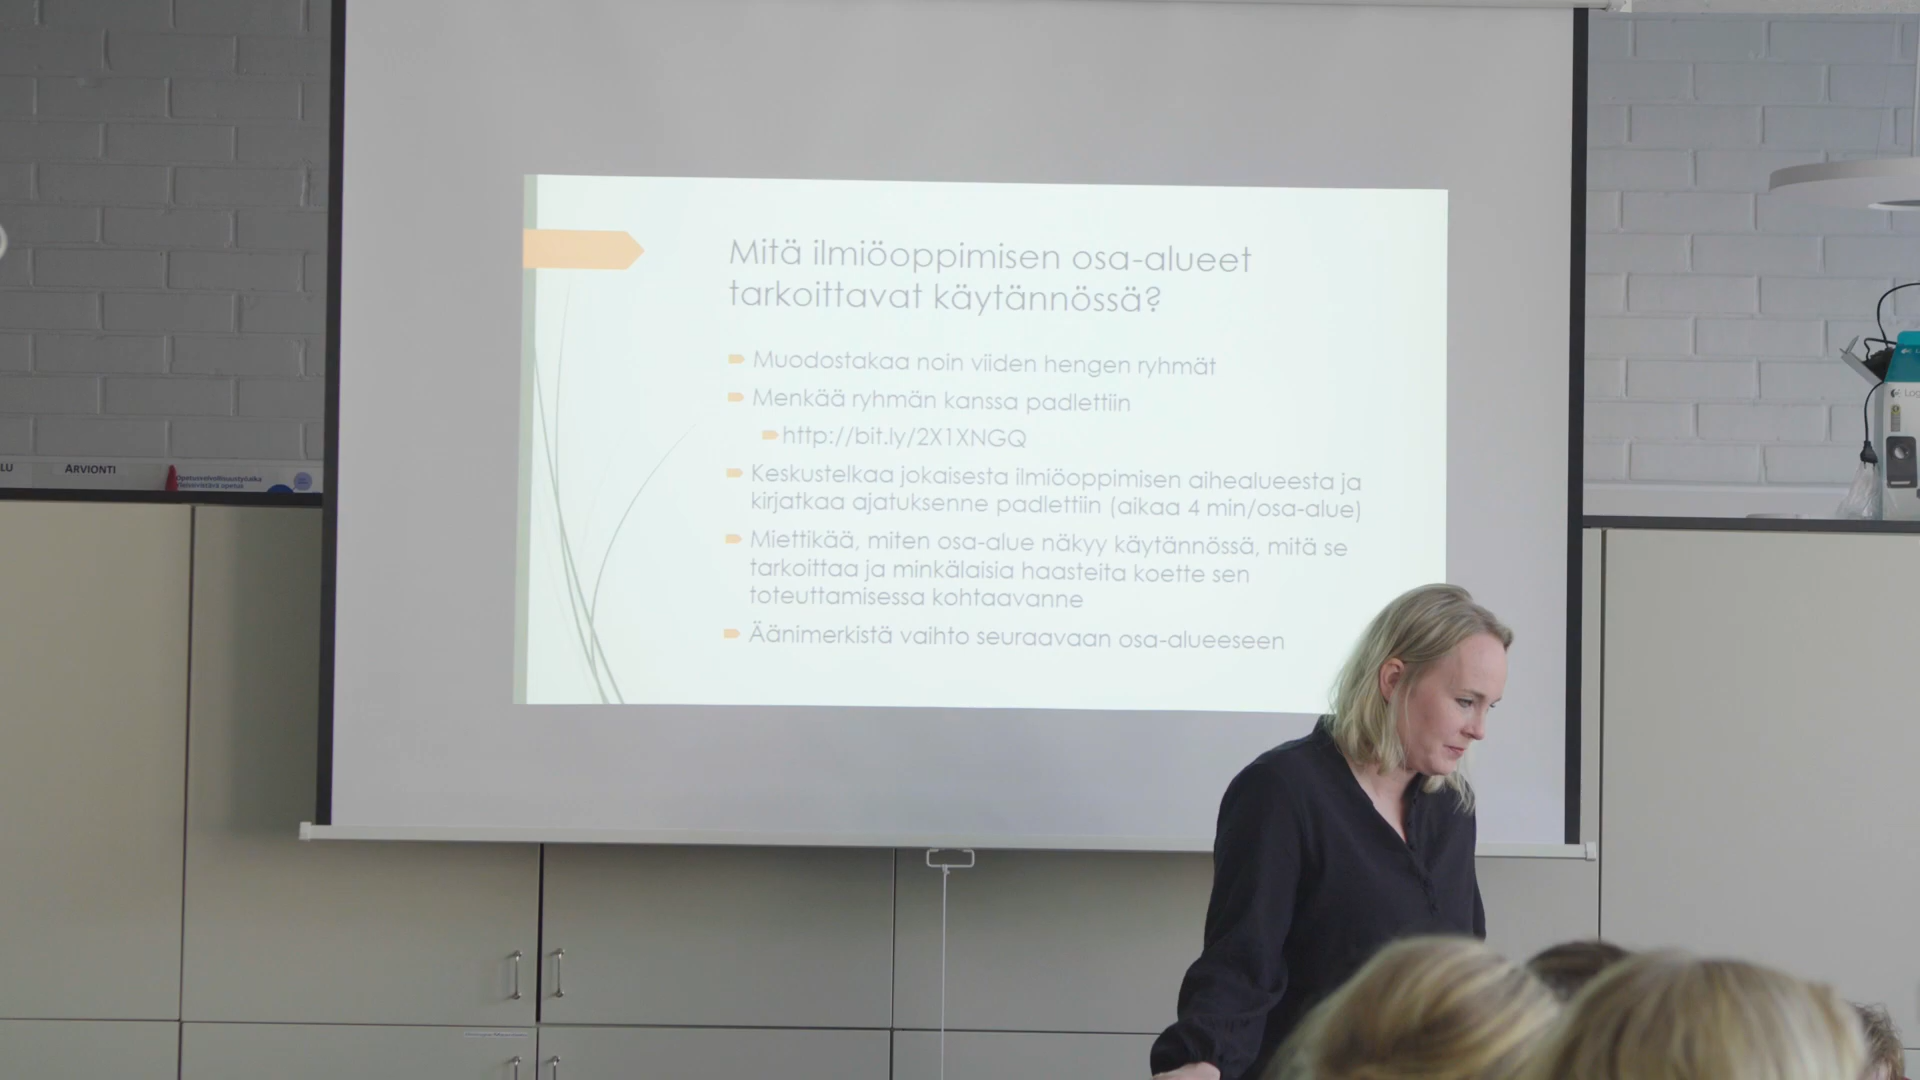 Mitä ilmiöoppimisen osa-alueet
tarkoittavat käytännössä?
Muodostakaa noin viiden hengen ryhmät
Menkää ryhmän kanssa padlettiin
http://bit.ly/2X1XNGQ
Keskustelkaa jokaisesta ilmiöoppimisen aihealueesta ja
kirjatkaa ajatuksenne padlettiin (aikaa 4 min/osa-alue)
Miettikää, miten osa-alue näkyy käytännössä, mitä se
tarkoittaa ja minkälaisia haasteita koette sen
toteuttamisessa kohtaavanne
Äänimerkistä vaihto seuraavaan osa-alueeseen
LU
ARVIONTI
Log